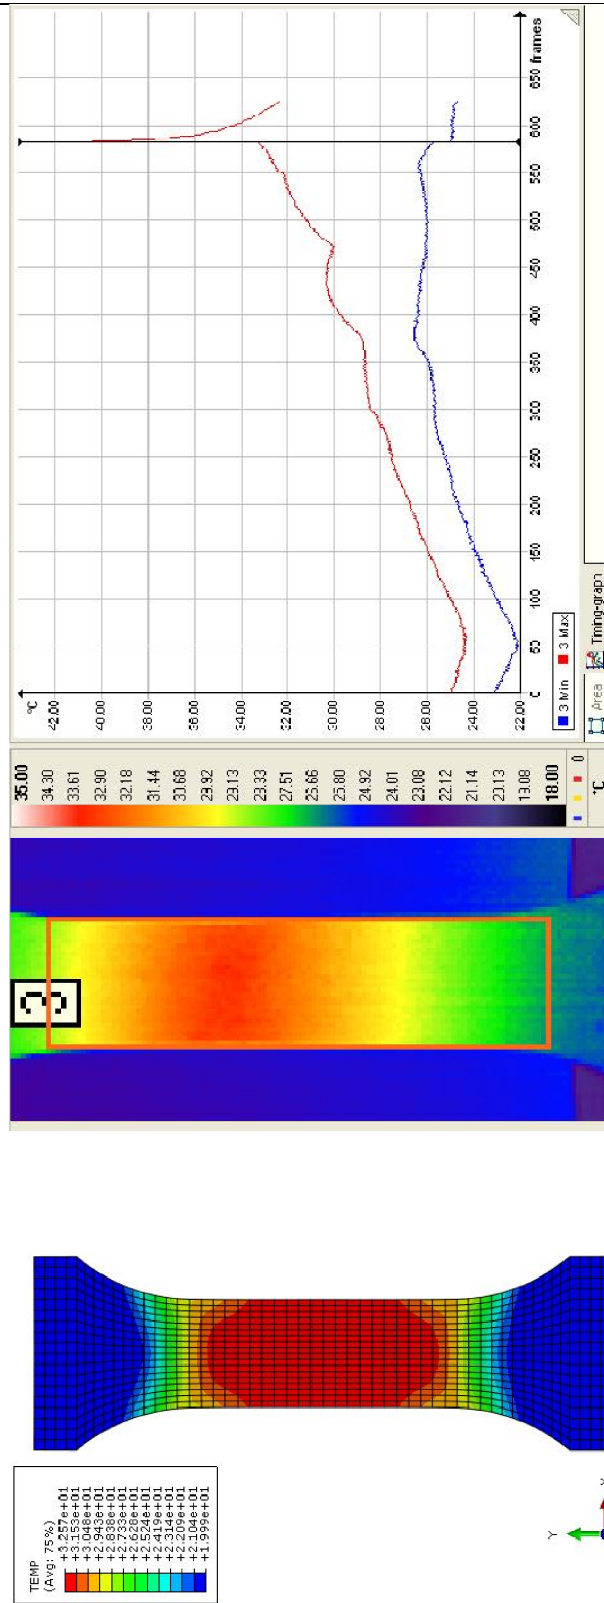 TEMP
(Avg: 75%)
+3.257e+01
+3.153e+01
+3.048e+01
+2.943e+01
+2.838e+01
+2.733e+01
+2.628e+01
+2.524e+01
+2.419e+01
+2.314e+01
+2.209e+01
+2.104e+01
+1.999e+01
Y
X
3
35.00
34.30
33.61
32.90
32.18
31.44
30.68
29.92
29.13
28.33
27.51
26.66
25.80
24.92
24.01
23.08
22.12
21.14
20.13
19.08
18.00
0
°C
°C
42.00
40.00
38.00
36.00
34.00
32.00
30.00
28.00
26.00
24.00
22.00
0
50
100
150
200
250
300
350
400
450
500
550
600
650
frames
3 Min
3 Max
Area
Timing-graph